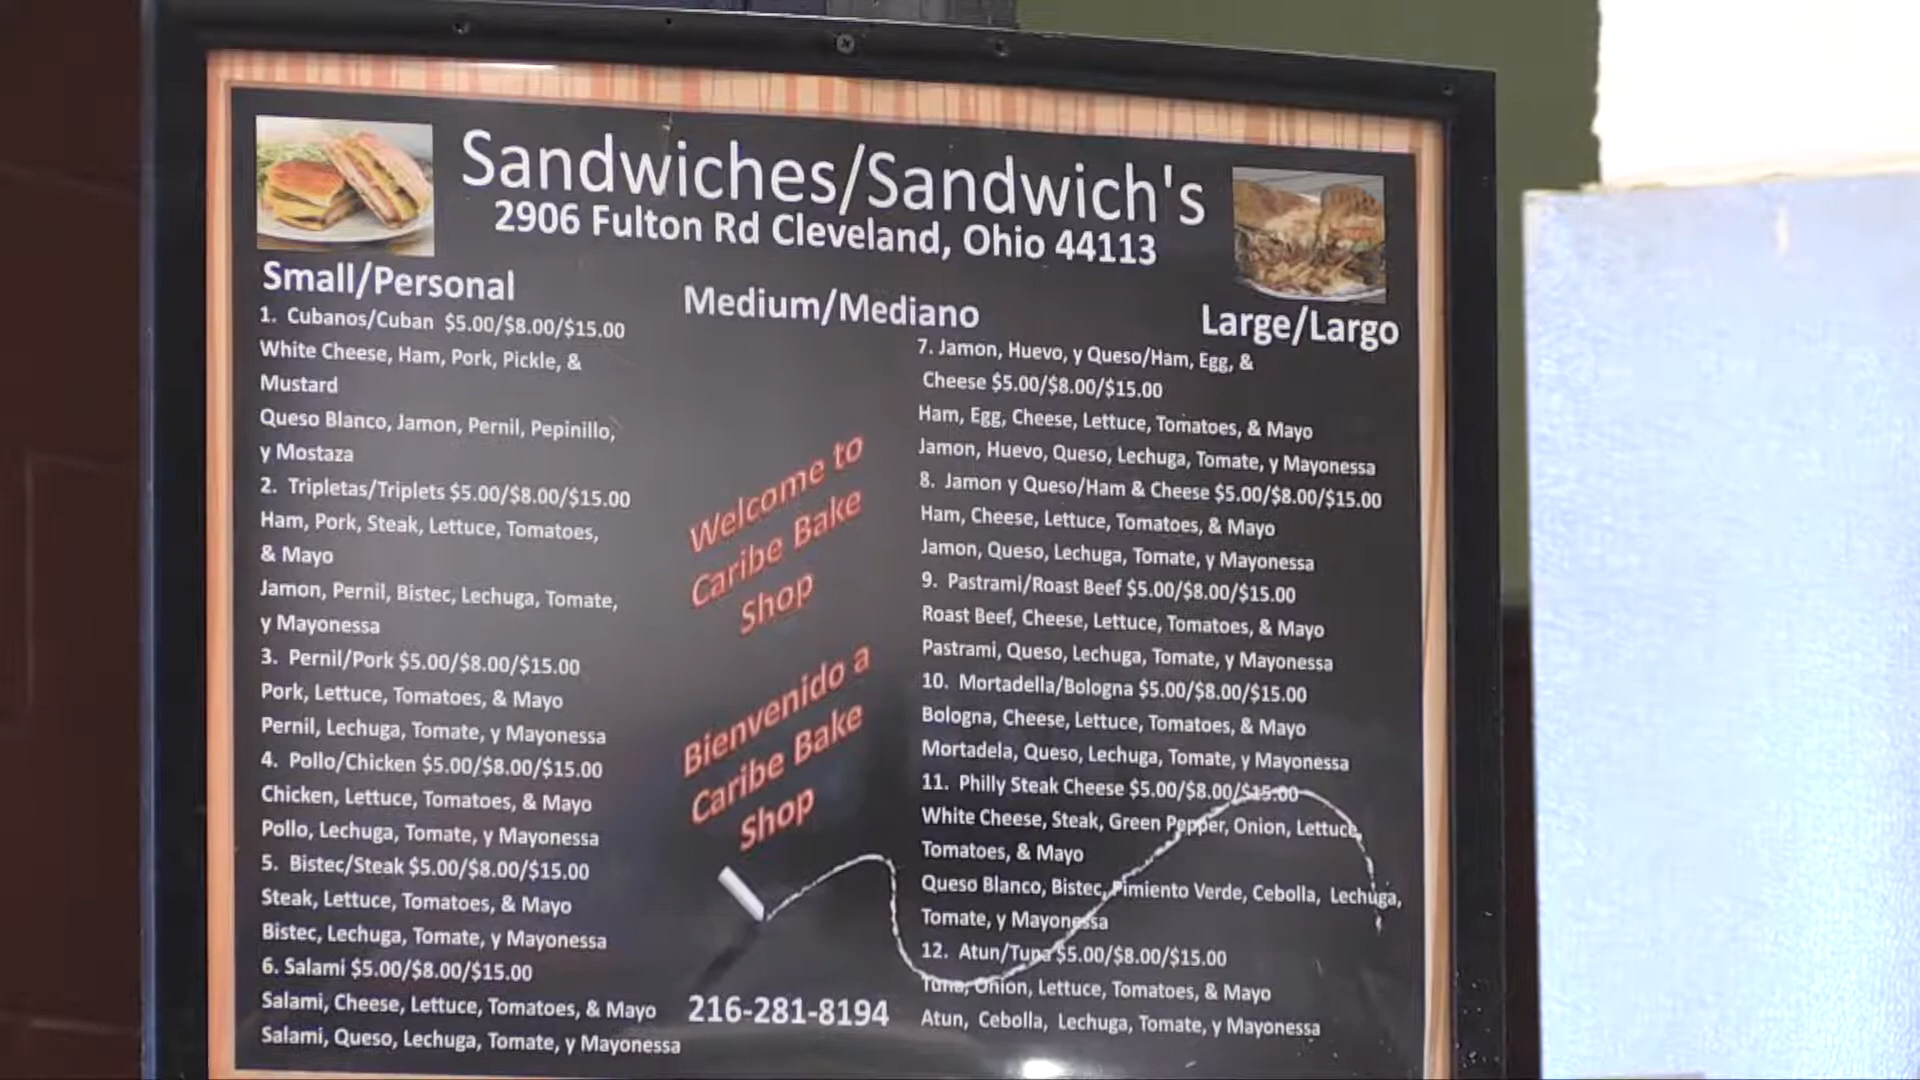 Sandwiches/Sandwich's
2906 Fulton Rd Cleveland, Ohio 44113
Small/Personal
Medium/Mediano
Large/Largo
1. Cubanos/Cuban $5.00/$8.00/$15.00
White Cheese, Ham, Pork, Pickle, &
Mustard
Queso Blanco, Jamon, Pernil, Pepinillo,
y Mostaza
2. Tripletas/Triplets $5.00/$8.00/$15.00
Ham, Pork, Steak, Lettuce, Tomatoes,
& Mayo
Jamon, Pernil, Bistec, Lechuga, Tomate,
y Mayonessa
3. Pernil/Pork $5.00/$8.00/$15.00
Pork, Lettuce, Tomatoes, & Mayo
Pernil, Lechuga, Tomate, y Mayonessa
4. Pollo/Chicken $5.00/$8.00/$15.00
Chicken, Lettuce, Tomatoes, & Mayo
Pollo, Lechuga, Tomate, y Mayonessa
5. Bistec/Steak $5.00/$8.00/$15.00
Steak, Lettuce, Tomatoes, & Mayo
Bistec, Lechuga, Tomate, y Mayonessa
6. Salami $5.00/$8.00/$15.00
Salami, Cheese, Lettuce, Tomatoes, & Mayo
Salami, Queso, Lechuga, Tomate, y Mayonessa
Welcome to
Caribe Bake
Shop
Bienvenido a
Caribe Bake
Shop
216-281-8194
7. Jamon, Huevo, y Queso/Ham, Egg, &
Cheese $5.00/$8.00/$15.00
Ham, Egg, Cheese, Lettuce, Tomatoes, & Mayo
Jamon, Huevo, Queso, Lechuga, Tomate, y Mayonessa
8. Jamon y Queso/Ham & Cheese $5.00/$8.00/$15.00
Ham, Cheese, Lettuce, Tomatoes, & Mayo
Jamon, Queso, Lechuga, Tomate, y Mayonessa
9. Pastrami/Roast Beef $5.00/$8.00/$15.00
Roast Beef, Cheese, Lettuce, Tomatoes, & Mayo
Pastrami, Queso, Lechuga, Tomate, y Mayonessa
10. Mortadella/Bologna $5.00/$8.00/$15.00
Bologna, Cheese, Lettuce, Tomatoes, & Mayo
Mortadela, Queso, Lechuga, Tomate, y Mayonessa
11. Philly Steak Cheese $5.00/$8.00/$15.00
White Cheese, Steak, Green Pepper, Onion, Lettuce,
Tomatoes, & Mayo
Queso Blanco, Bistec, Pimiento Verde, Cebolla, Lechuga,
Tomate, y Mayonessa
12. Atun/Tuna $5.00/$8.00/$15.00
Tuna, Onion, Lettuce, Tomatoes, & Mayo
Atun, Cebolla, Lechuga, Tomate, y Mayonessa